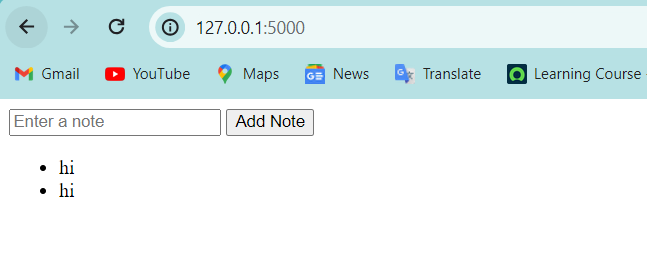 127.0.0.1:5000
Gmail YouTube Maps News Translate Learning Course
Enter a note Add Note
hi
hi